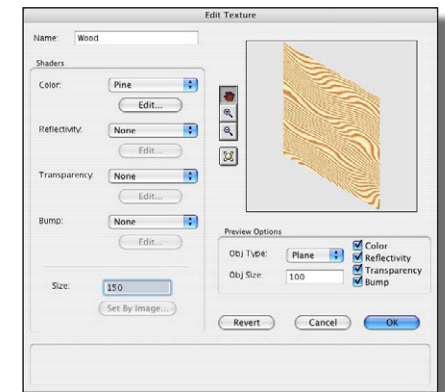 Edit Texture
Name: Wood
Shaders
Color: Pine
Edit...
Reflectivity: None
Edit...
Transparency: None
Edit...
Bump: None
Edit...
Size: 150
Set By Image...
Preview Options
Obj Type: Plane
Obj Size: 100
Color
Reflectivity
Transparency
Bump
Revert Cancel OK